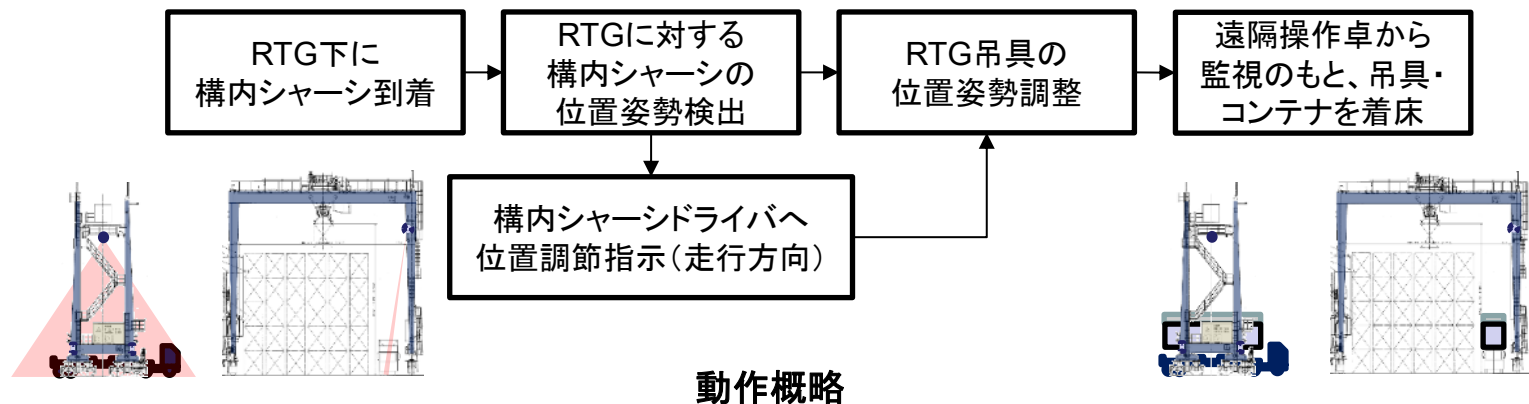 RTG下に
構内シャーシ到着
RTGに対する
構内シャーシの
位置姿勢検出
RTG吊具の
位置姿勢調整
遠隔操作卓から
監視のもと、吊具・
コンテナを着床
構内シャーシドライバへ
位置調節指示（走行方向）
動作概略